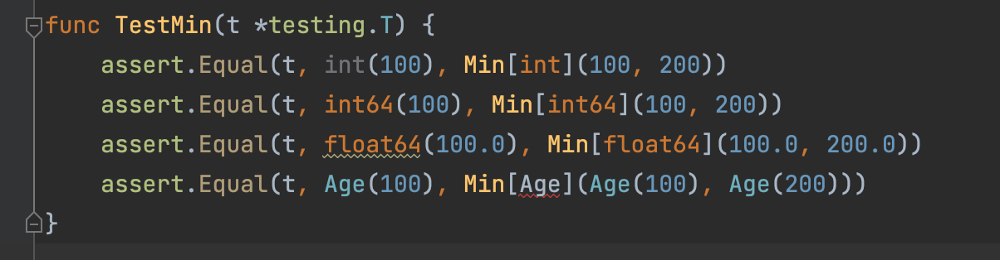 func TestMin(t *testing.T) {
    assert.Equal(t, int(100), Min[int](100, 200))
    assert.Equal(t, int64(100), Min[int64](100, 200))
    assert.Equal(t, float64(100.0), Min[float64](100.0, 200.0))
    assert.Equal(t, Age(100), Min[Age](Age(100), Age(200)))
}